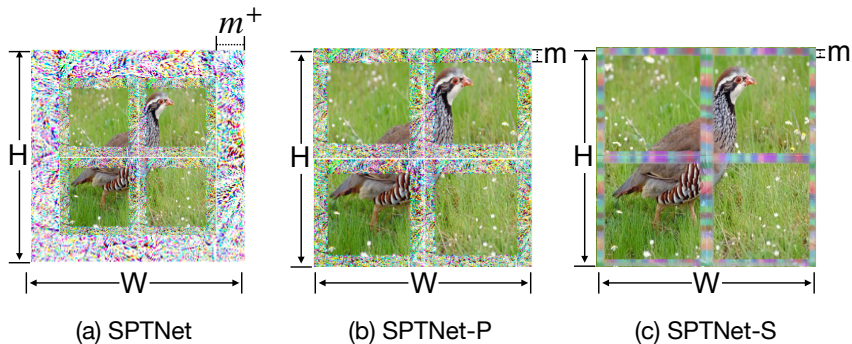 m⁺
m
m
H
H
H
W
W
W
(a) SPTNet
(b) SPTNet-P
(c) SPTNet-S